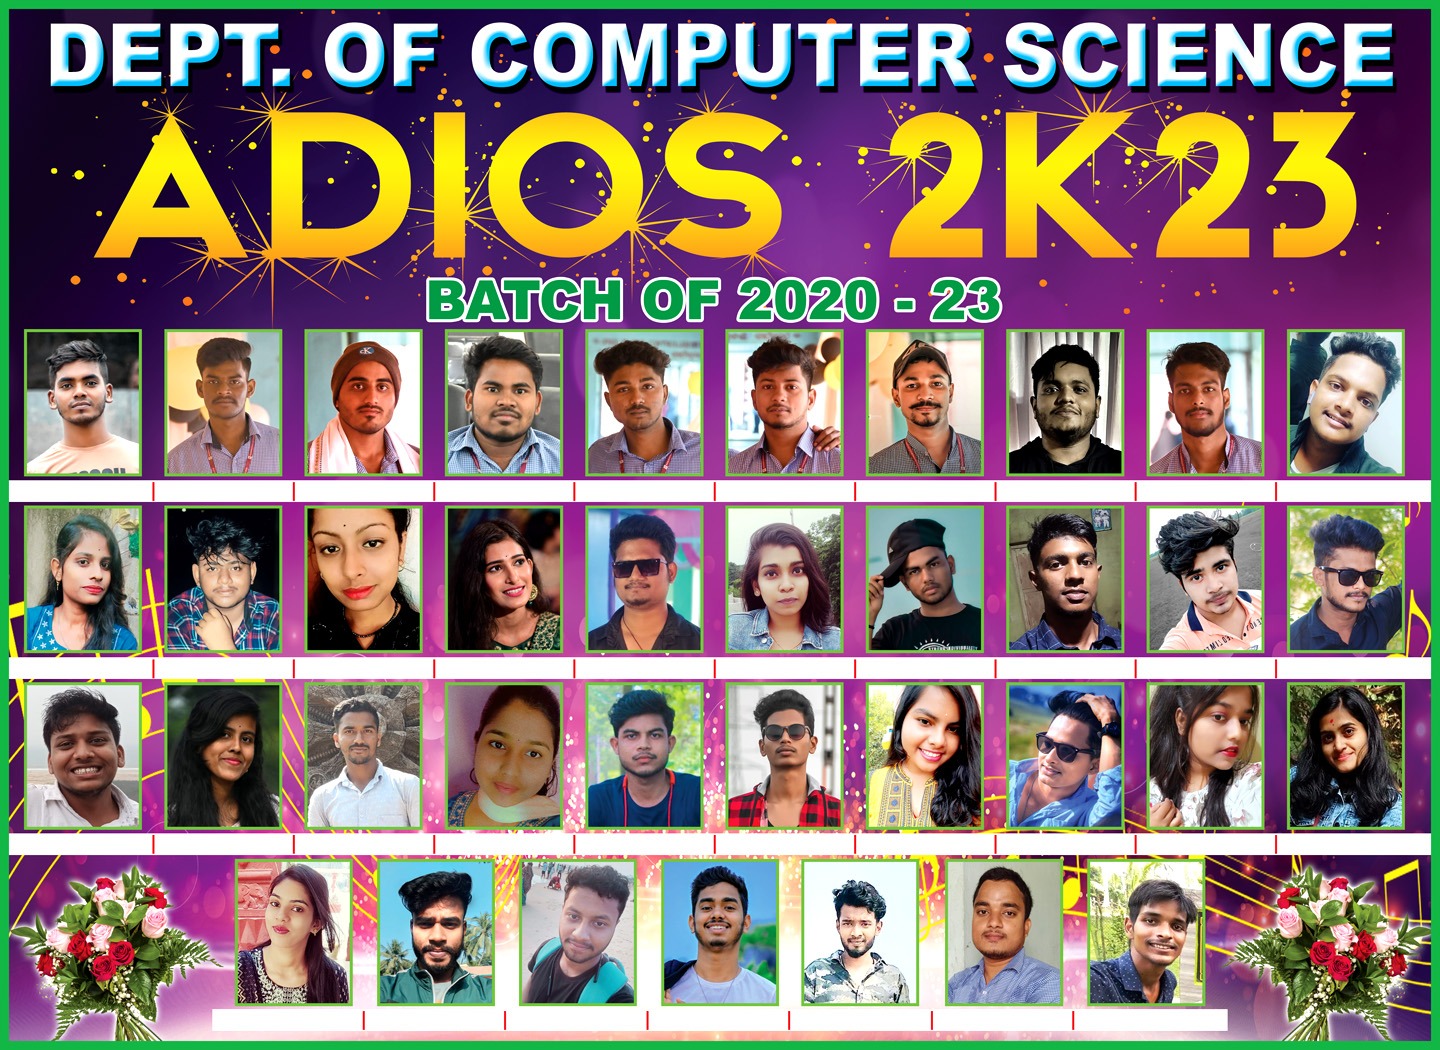 DEPT. OF COMPUTER SCIENCE
ADIOS 2K23
BATCH OF 2020 - 23